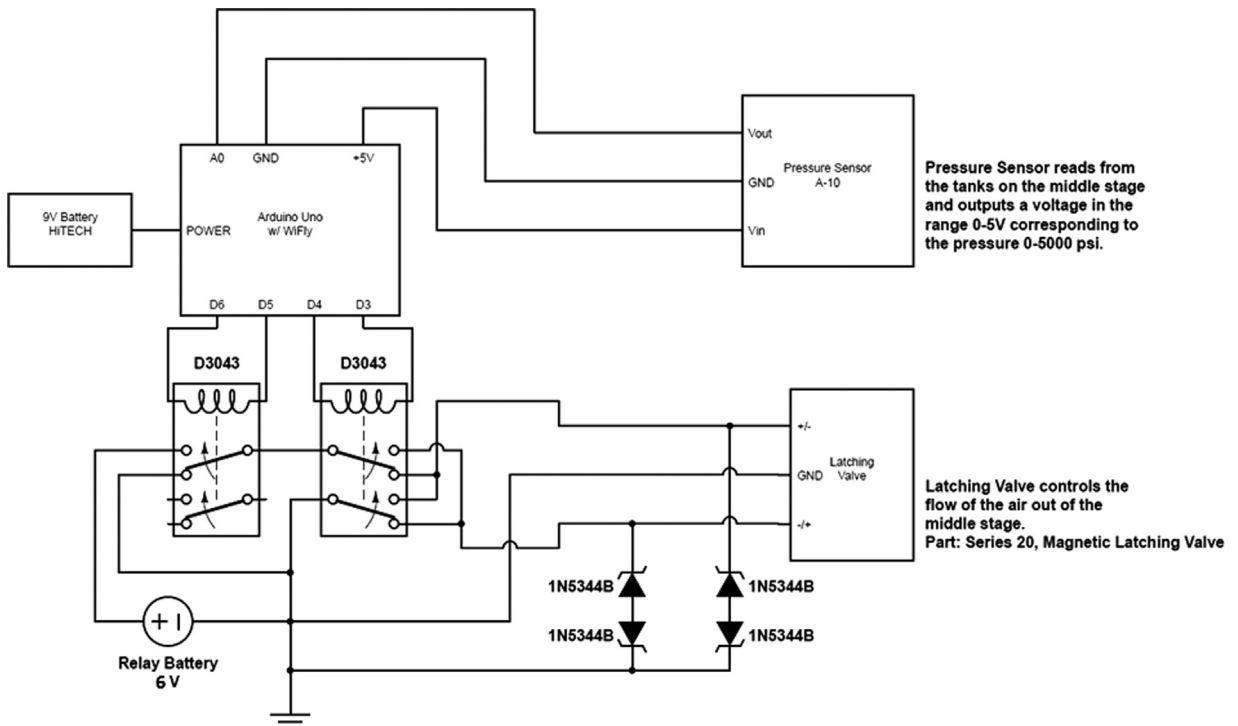 A0
GND
+5V
9V Battery
HiTECH
POWER
Arduino Uno
w/ WiFly
D6
D5
D4
D3
Vout
Pressure Sensor
A-10
GND
Vin
Pressure Sensor reads from
the tanks on the middle stage
and outputs a voltage in the
range 0-5V corresponding to
the pressure 0-5000 psi.
D3043
D3043
+/-
Latching
Valve
GND
-/+
Latching Valve controls the
flow of the air out of the
middle stage.
Part: Series 20, Magnetic Latching Valve
1N5344B
1N5344B
1N5344B
1N5344B
Relay Battery
6 V